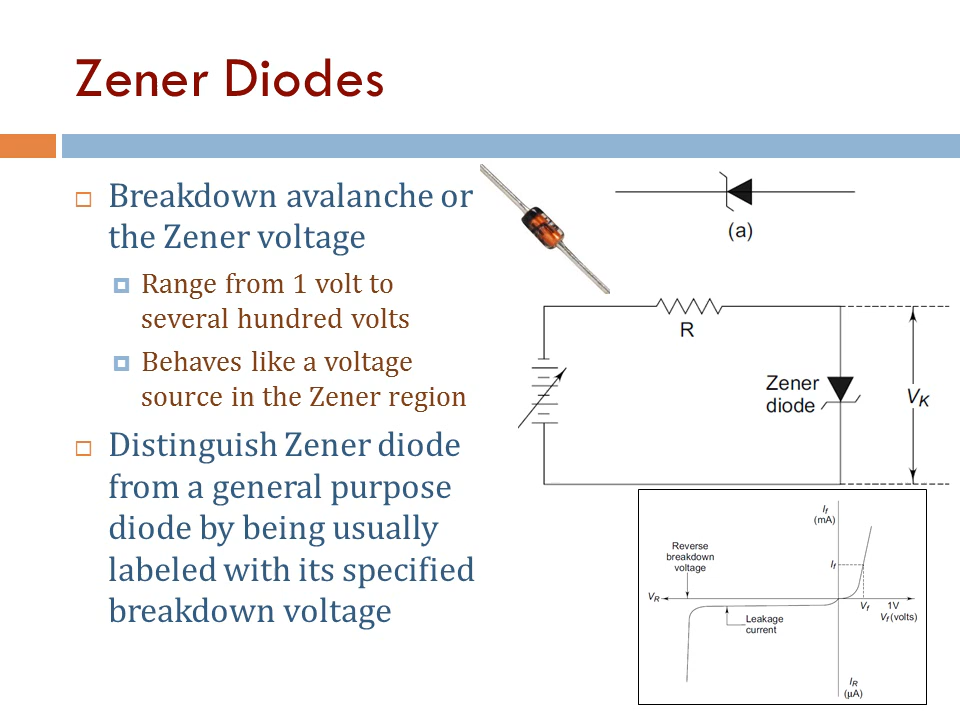 Zener Diodes
Breakdown avalanche or
the Zener voltage
Range from 1 volt to
several hundred volts
Behaves like a voltage
source in the Zener region
Distinguish Zener diode
from a general purpose
diode by being usually
labeled with its specified
breakdown voltage
(a)
R
Zener
diode
VK
If
(mA)
Reverse
breakdown
voltage
If
VR
Vf
1V
Vf (volts)
Leakage
current
IR
(µA)